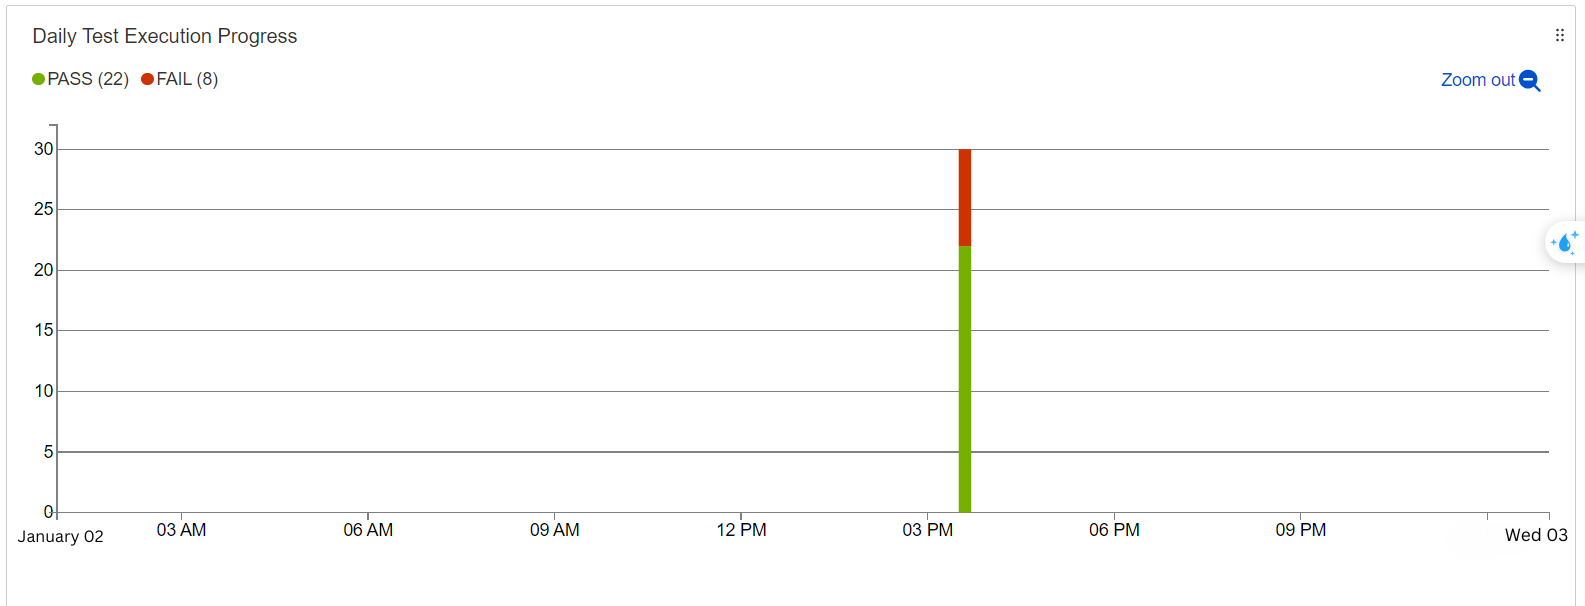 Daily Test Execution Progress
PASS (22) FAIL (8)
Zoom out
30
25
20
15
10
5
0
03 AM 06 AM 09 AM 12 PM 03 PM 06 PM 09 PM
January 02 Wed 03